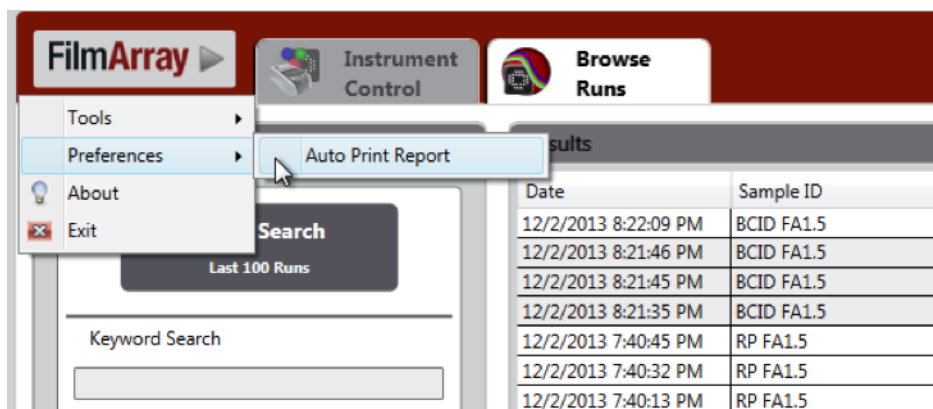 FilmArray
Instrument
Control
Browse
Runs
Tools
Preferences
Auto Print Report
About
Exit
Search
Last 100 Runs
Keyword Search
sults
Date Sample ID
12/2/2013 8:22:09 PM BCID FA1.5
12/2/2013 8:21:46 PM BCID FA1.5
12/2/2013 8:21:45 PM BCID FA1.5
12/2/2013 8:21:35 PM BCID FA1.5
12/2/2013 7:40:45 PM RP FA1.5
12/2/2013 7:40:32 PM RP FA1.5
12/2/2013 7:40:13 PM RP FA1.5